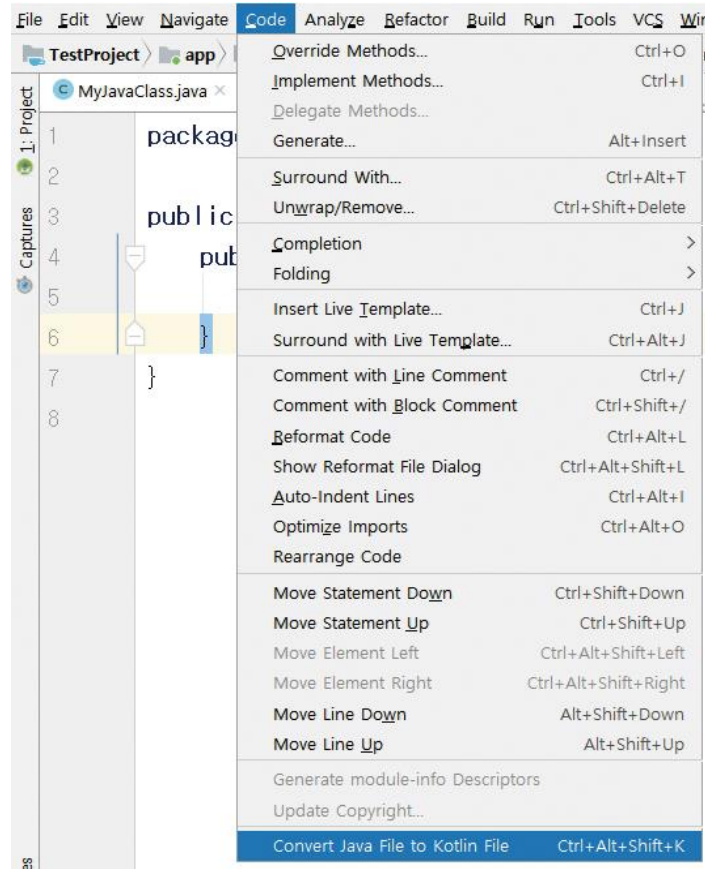 File Edit View Navigate Code Analyze Refactor Build Run Tools VCS Wi
TestProject app
MyJavaClass.java
1: Project
Captures
1 packag
2
3 public
4 pub
5
6 }
7 }
8
Override Methods... Ctrl+O
Implement Methods... Ctrl+I
Delegate Methods...
Generate... Alt+Insert
Surround With... Ctrl+Alt+T
Unwrap/Remove... Ctrl+Shift+Delete
Completion
Folding
Insert Live Template... Ctrl+J
Surround with Live Template... Ctrl+Alt+J
Comment with Line Comment Ctrl+/
Comment with Block Comment Ctrl+Shift+/
Reformat Code Ctrl+Alt+L
Show Reformat File Dialog Ctrl+Alt+Shift+L
Auto-Indent Lines Ctrl+Alt+I
Optimize Imports Ctrl+Alt+O
Rearrange Code
Move Statement Down Ctrl+Shift+Down
Move Statement Up Ctrl+Shift+Up
Move Element Left Ctrl+Alt+Shift+Left
Move Element Right Ctrl+Alt+Shift+Right
Move Line Down Alt+Shift+Down
Move Line Up Alt+Shift+Up
Generate module-info Descriptors
Update Copyright...
Convert Java File to Kotlin File Ctrl+Alt+Shift+K